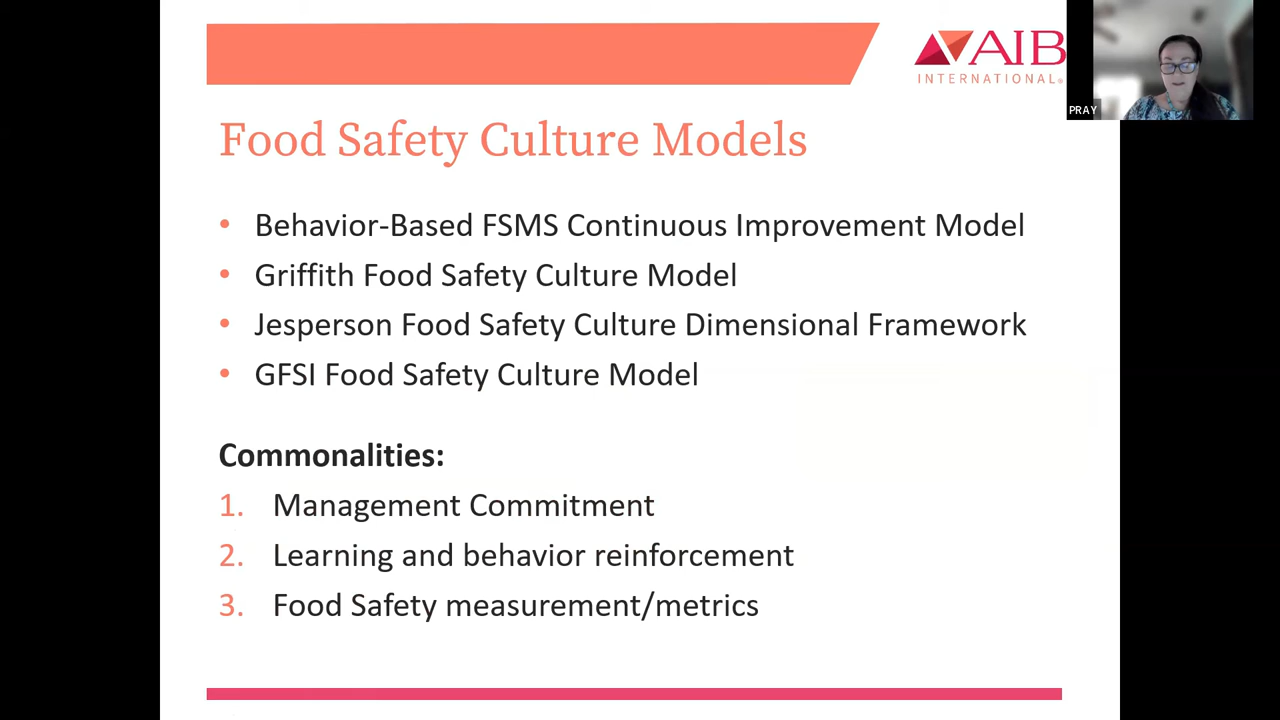 AIB
INTERNATIONAL®
PRAY
Food Safety Culture Models
• Behavior-Based FSMS Continuous Improvement Model
• Griffith Food Safety Culture Model
• Jesperson Food Safety Culture Dimensional Framework
• GFSI Food Safety Culture Model
Commonalities:
1. Management Commitment
2. Learning and behavior reinforcement
3. Food Safety measurement/metrics